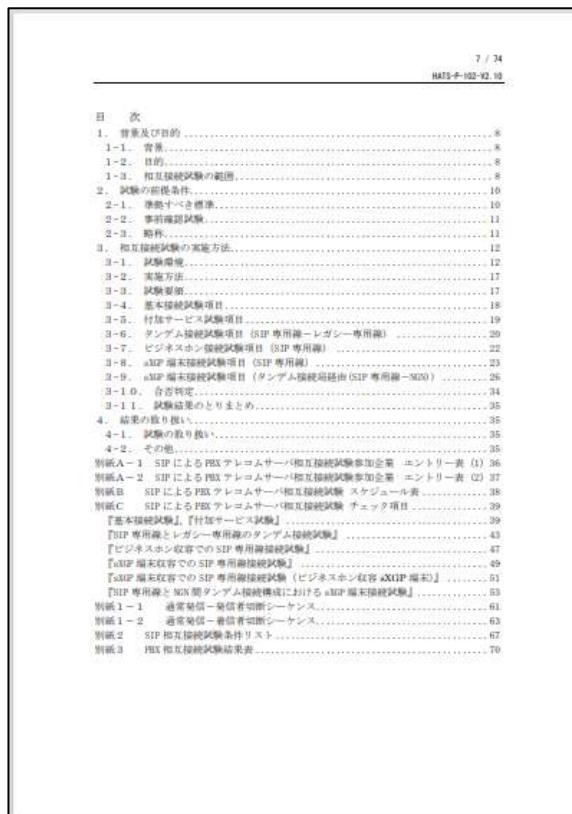 7 / 74
HATS-P-102-V2.10
目　次
１．背景及び目的 8
１－１．背景 8
１－２．目的 8
１－３．相互接続試験の範囲 8
２．試験の前提条件 10
２－１．準拠すべき標準 10
２－２．事前確認試験 11
２－３．略称 11
３．相互接続試験の実施方法 12
３－１．試験環境 12
３－２．実施方法 17
３－３．試験要領 17
３－４．基本接続試験項目 18
３－５．付加サービス試験項目 19
３－６．タンデム接続試験項目（SIP 専用線－レガシー専用線） 20
３－７．ビジネスホン接続試験項目（SIP 専用線） 22
３－８．sXGP 端末接続試験項目（SIP 専用線） 23
３－９．sXGP 端末接続試験項目（タンデム接続局経由(SIP 専用線－NGN)） 26
３－１０．合否判定 34
３－１１．試験結果のとりまとめ 35
４．結果の取り扱い 35
４－１．試験の取り扱い 35
４－２．その他 35
別紙Ａ－１　SIP による PBX テレコムサーバ相互接続試験参加企業　エントリー表 (1) 36
別紙Ａ－２　SIP による PBX テレコムサーバ相互接続試験参加企業　エントリー表 (2) 37
別紙Ｂ　SIP による PBX テレコムサーバ相互接続試験 スケジュール表 38
別紙Ｃ　SIP による PBX テレコムサーバ相互接続試験 チェック項目 39
『基本接続試験』、『付加サービス試験』 39
『SIP 専用線とレガシー専用線のタンデム接続試験』 43
『ビジネスホン収容での SIP 専用線接続試験』 47
『sXGP 端末収容での SIP 専用線接続試験』 49
『sXGP 端末収容での SIP 専用線接続試験（ビジネスホン収容 sXGP 端末）』 51
『SIP 専用線と NGN 間タンデム接続構成における sXGP 端末接続試験』 53
別紙１－１　通常発信－発信者切断シーケンス 61
別紙１－２　通常発信－着信者切断シーケンス 63
別紙２　SIP 相互接続試験条件リスト 67
別紙３　PBX 相互接続試験結果表 70